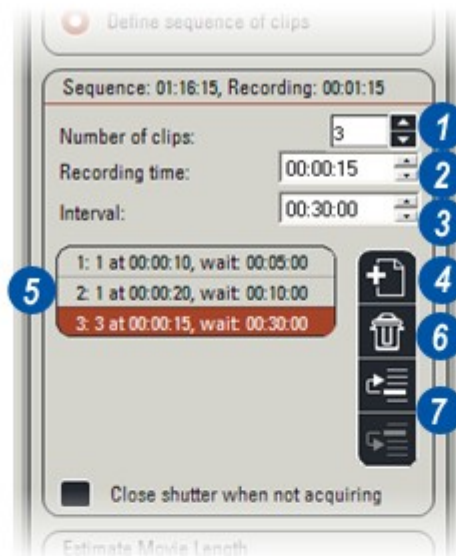 Define sequence of clips
Sequence: 01:16:15, Recording: 00:01:15
Number of clips: 3 1
Recording time: 00:00:15 2
Interval: 00:30:00 3
5
1: 1 at 00:00:10, wait: 00:05:00
2: 1 at 00:00:20, wait: 00:10:00
3: 3 at 00:00:15, wait: 00:30:00
4
6
7
Close shutter when not acquiring
Estimate Movie Length